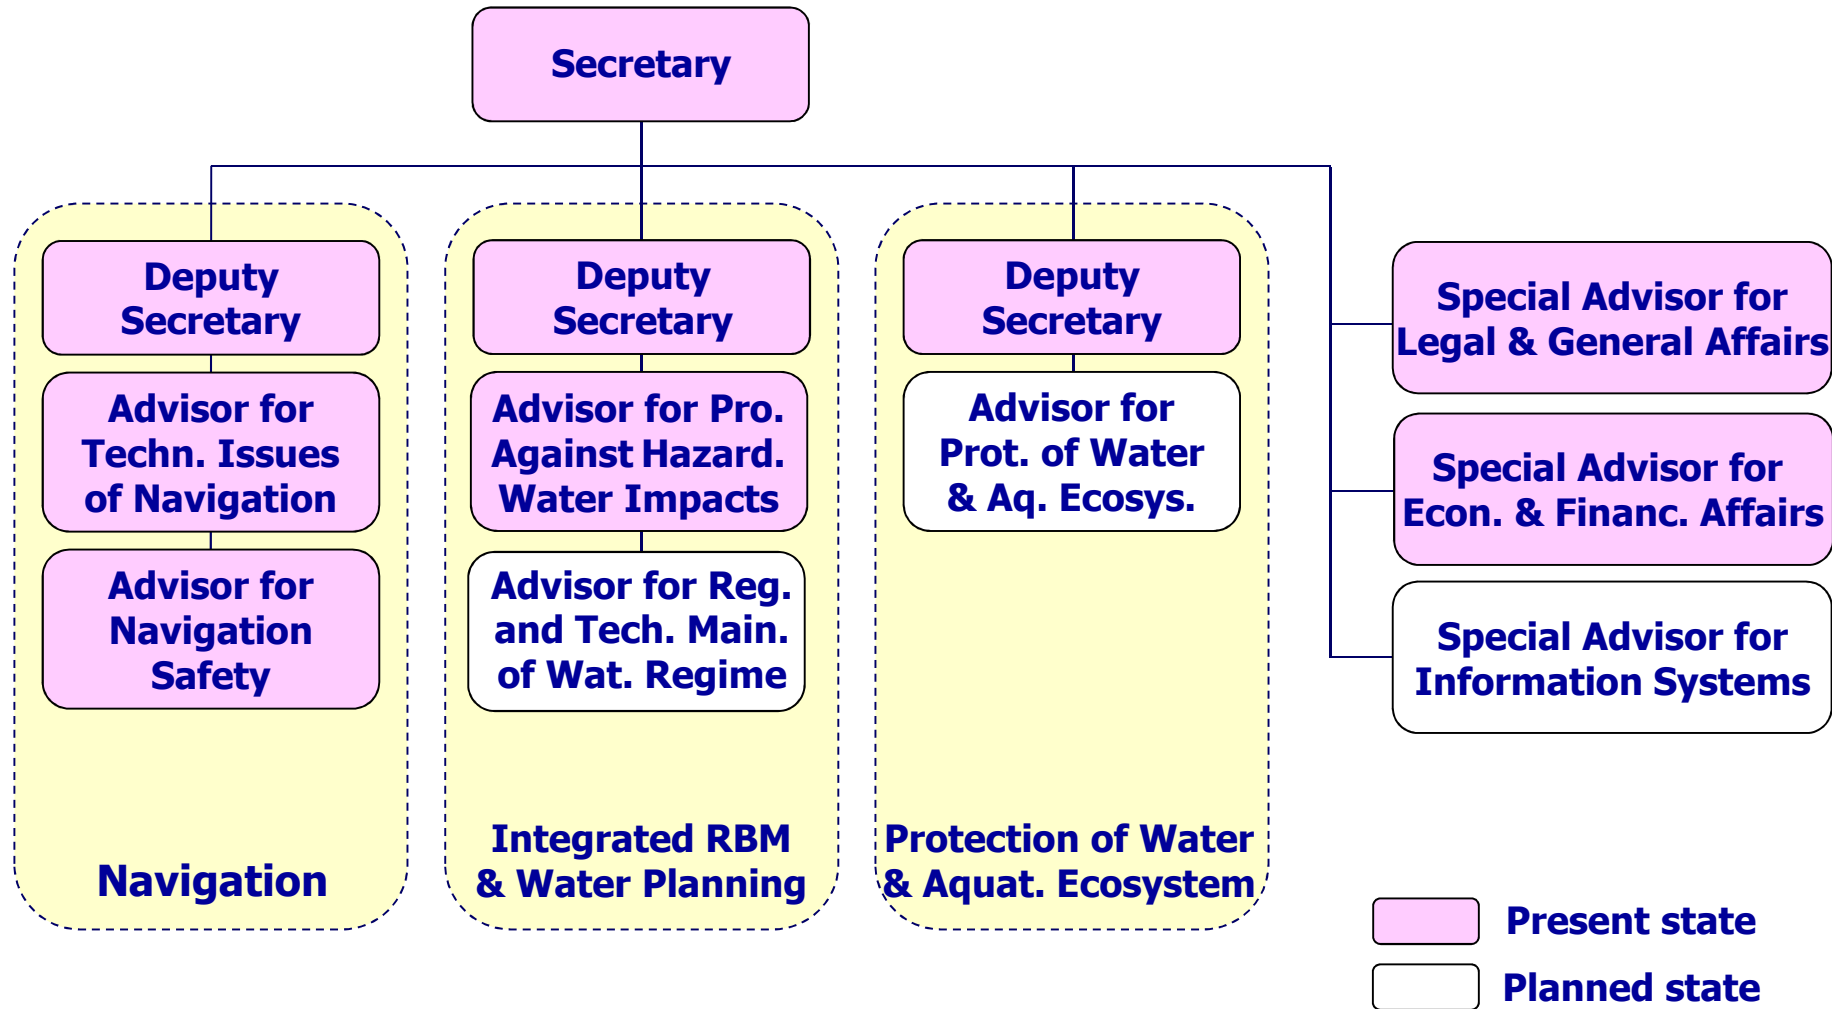 Secretary
Deputy
Secretary
Advisor for
Techn. Issues
of Navigation
Advisor for
Navigation
Safety
Navigation
Deputy
Secretary
Advisor for Pro.
Against Hazard.
Water Impacts
Advisor for Reg.
and Tech. Main.
of Wat. Regime
Integrated RBM
& Water Planning
Deputy
Secretary
Advisor for
Prot. of Water
& Aq. Ecosys.
Protection of Water
& Aquat. Ecosystem
Special Advisor for
Legal & General Affairs
Special Advisor for
Econ. & Financ. Affairs
Special Advisor for
Information Systems
Present state
Planned state